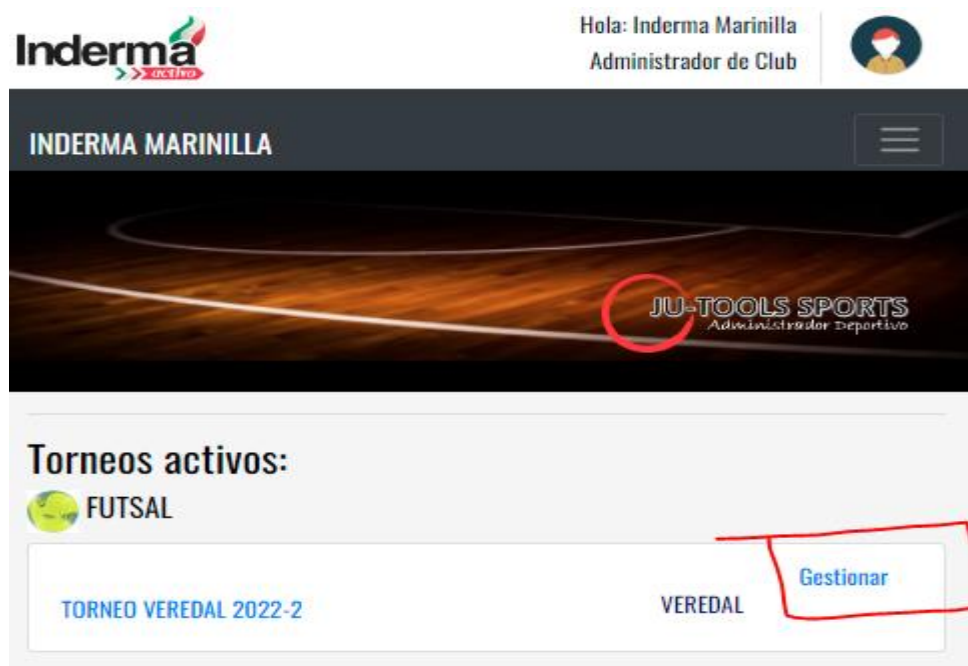 Inderma
>>> activo
Hola: Inderma Marinilla
Administrador de Club
INDERMA MARINILLA
JU-TOOLS SPORTS
Administrador Deportivo
Torneos activos:
FUTSAL
Gestionar
TORNEO VEREDAL 2022-2 VEREDAL